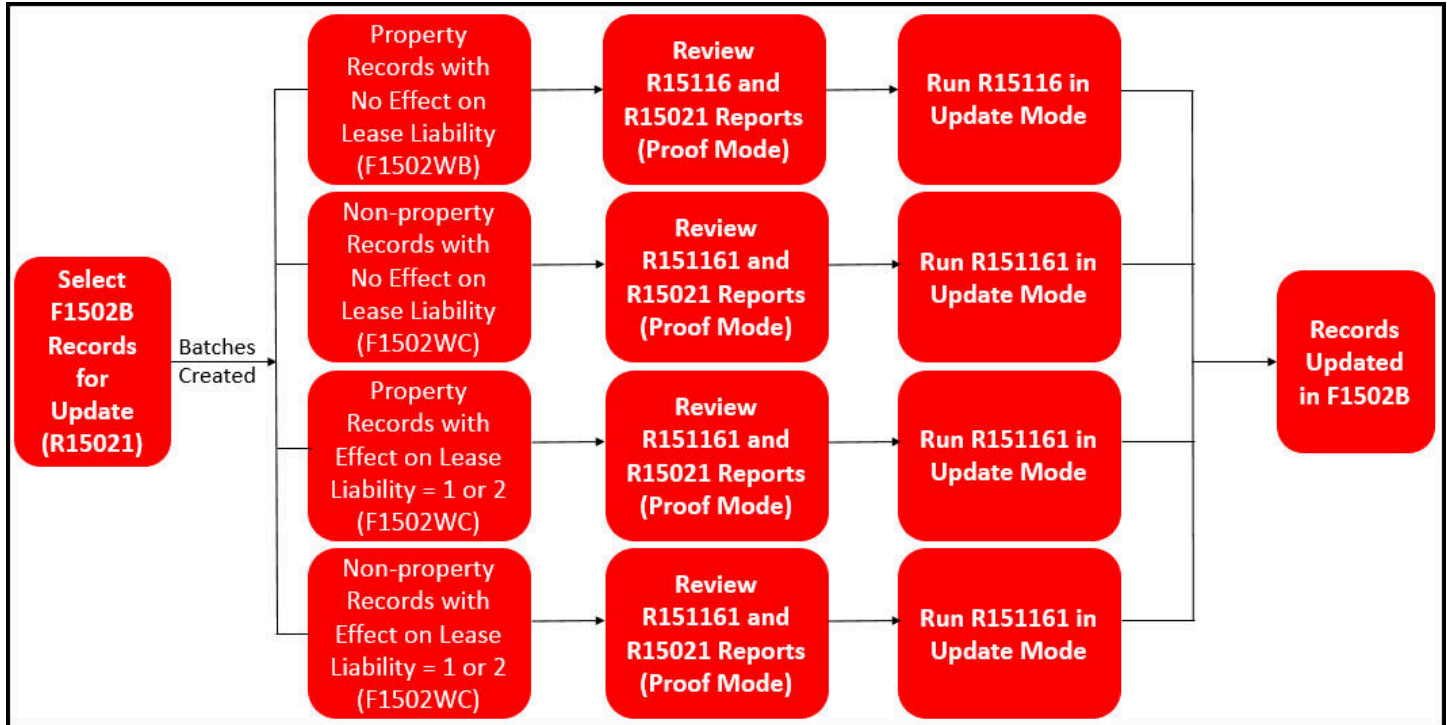 Select
F1502B
Records
for
Update
(R15021)
Batches
Created
Property
Records with
No Effect on
Lease Liability
(F1502WB)
Review
R15116 and
R15021 Reports
(Proof Mode)
Run R15116 in
Update Mode
Non-property
Records with
No Effect on
Lease Liability
(F1502WC)
Review
R151161 and
R15021 Reports
(Proof Mode)
Run R151161 in
Update Mode
Property
Records with
Effect on Lease
Liability = 1 or 2
(F1502WC)
Review
R151161 and
R15021 Reports
(Proof Mode)
Run R151161 in
Update Mode
Non-property
Records with
Effect on Lease
Liability = 1 or 2
(F1502WC)
Review
R151161 and
R15021 Reports
(Proof Mode)
Run R151161 in
Update Mode
Records
Updated
in F1502B